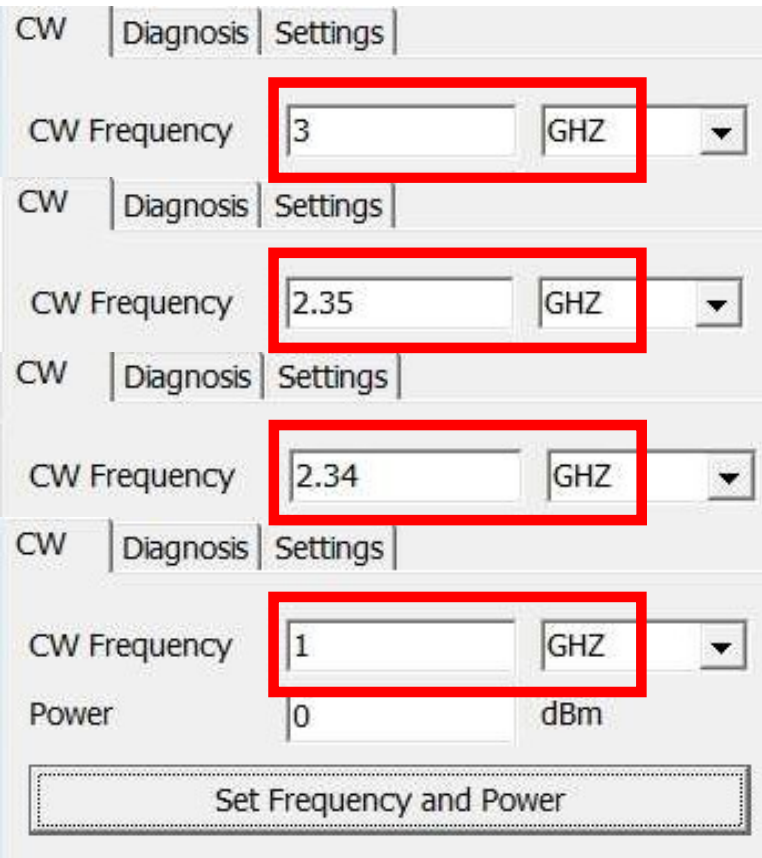 CW Diagnosis Settings
CW Frequency 3 GHZ
CW Diagnosis Settings
CW Frequency 2.35 GHZ
CW Diagnosis Settings
CW Frequency 2.34 GHZ
CW Diagnosis Settings
CW Frequency 1 GHZ
Power 0 dBm
Set Frequency and Power